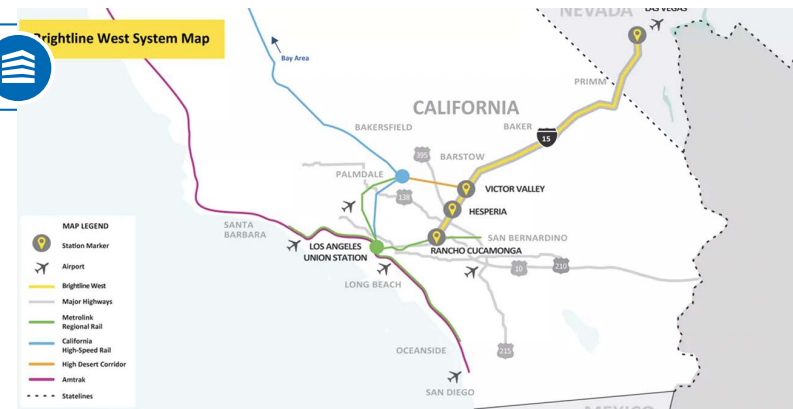 NEVADA
LAS VEGAS
Brightline West System Map
Bay Area
PRIMM
CALIFORNIA
BAKERSFIELD
BAKER
15
395
BARSTOW
PALMDALE
138
VICTOR VALLEY
HESPERIA
SANTA
BARBARA
LOS ANGELES
UNION STATION
SAN BERNARDINO
RANCHO CUCAMONGA
10
210
LONG BEACH
OCEANSIDE
215
SAN DIEGO
MEXICO
MAP LEGEND
Station Marker
Airport
Brightline West
Major Highways
Metrolink
Regional Rail
California
High-Speed Rail
High Desert Corridor
Amtrak
Statelines